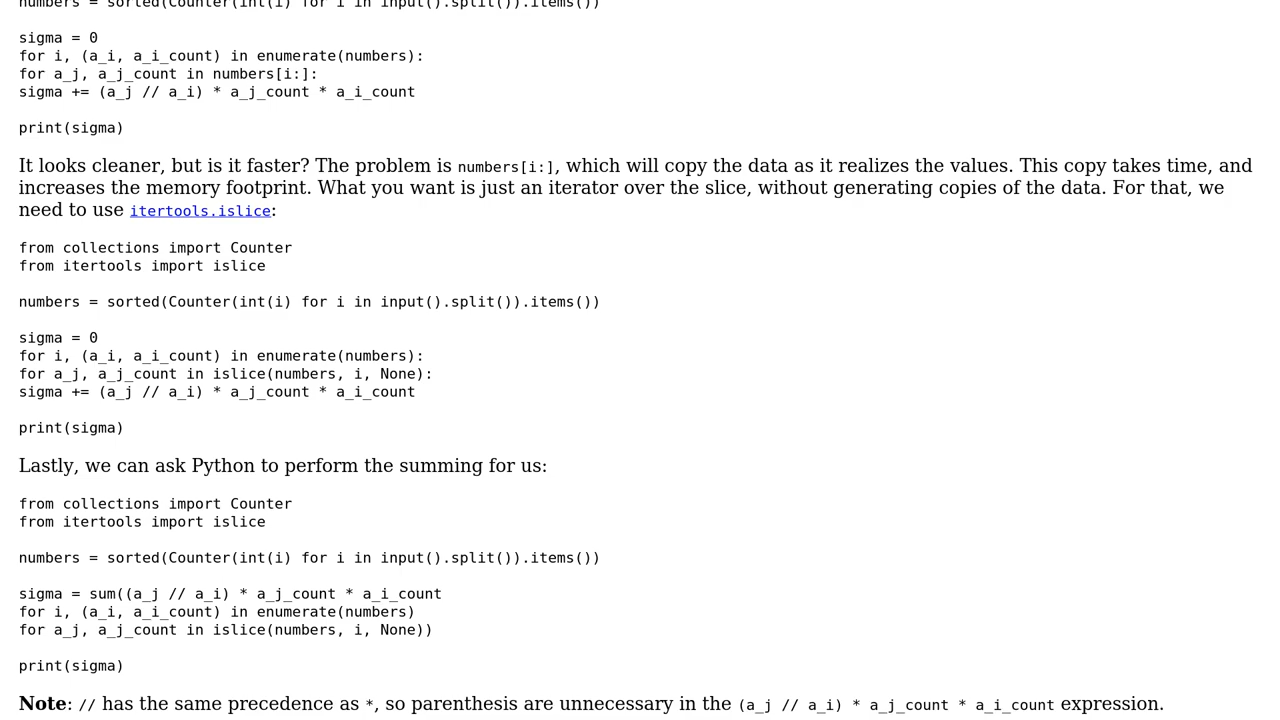 numbers = sorted(Counter(int(i) for i in input().split()).items())
sigma = 0
for i, (a_i, a_i_count) in enumerate(numbers):
for a_j, a_j_count in numbers[i:]:
sigma += (a_j // a_i) * a_j_count * a_i_count
print(sigma)
It looks cleaner, but is it faster? The problem is numbers[i:], which will copy the data as it realizes the values. This copy takes time, and
increases the memory footprint. What you want is just an iterator over the slice, without generating copies of the data. For that, we
need to use itertools.islice:
from collections import Counter
from itertools import islice
numbers = sorted(Counter(int(i) for i in input().split()).items())
sigma = 0
for i, (a_i, a_i_count) in enumerate(numbers):
for a_j, a_j_count in islice(numbers, i, None):
sigma += (a_j // a_i) * a_j_count * a_i_count
print(sigma)
Lastly, we can ask Python to perform the summing for us:
from collections import Counter
from itertools import islice
numbers = sorted(Counter(int(i) for i in input().split()).items())
sigma = sum((a_j // a_i) * a_j_count * a_i_count
for i, (a_i, a_i_count) in enumerate(numbers)
for a_j, a_j_count in islice(numbers, i, None))
print(sigma)
Note: // has the same precedence as *, so parenthesis are unnecessary in the (a_j // a_i) * a_j_count * a_i_count expression.